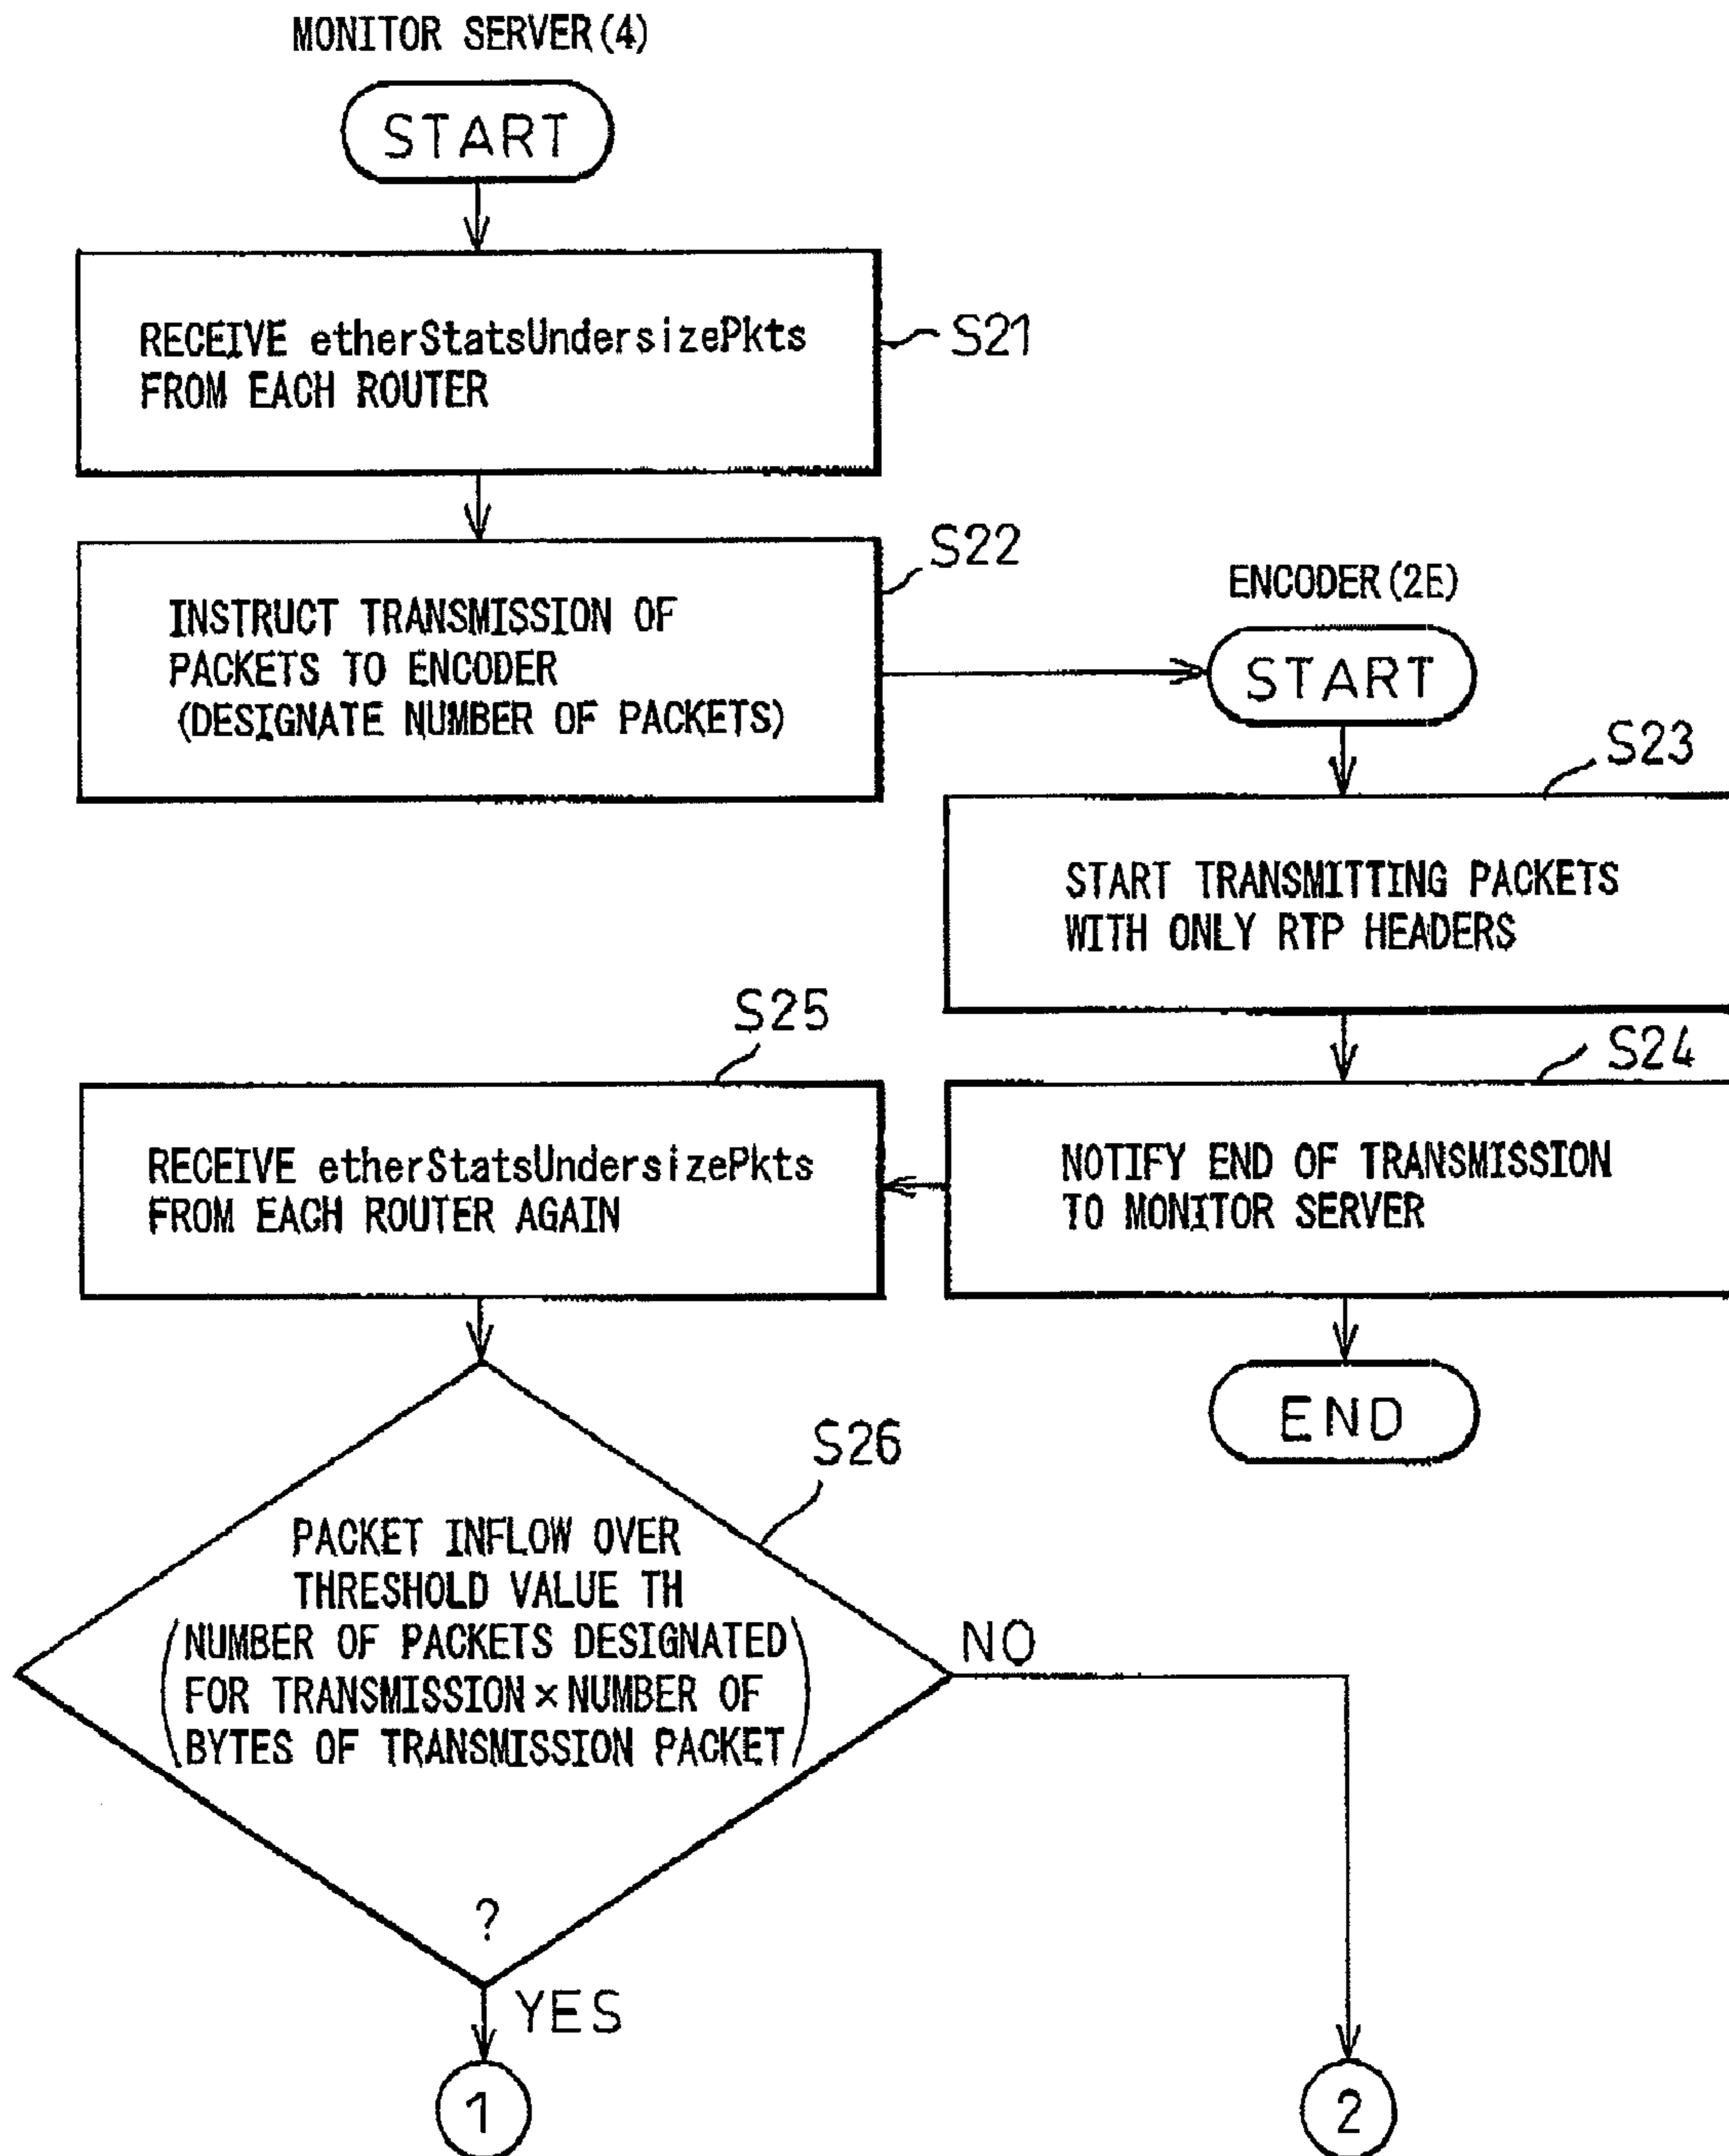 MONITOR SERVER(4)
START
RECEIVE etherStatsUndersizePkts
FROM EACH ROUTER
S21
INSTRUCT TRANSMISSION OF
PACKETS TO ENCODER
(DESIGNATE NUMBER OF PACKETS)
S22
ENCODER(2E)
START
S23
START TRANSMITTING PACKETS
WITH ONLY RTP HEADERS
S24
NOTIFY END OF TRANSMISSION
TO MONITOR SERVER
END
S25
RECEIVE etherStatsUndersizePkts
FROM EACH ROUTER AGAIN
S26
PACKET INFLOW OVER
THRESHOLD VALUE TH
(NUMBER OF PACKETS DESIGNATED
FOR TRANSMISSION×NUMBER OF
BYTES OF TRANSMISSION PACKET)
?
NO
YES
1
2